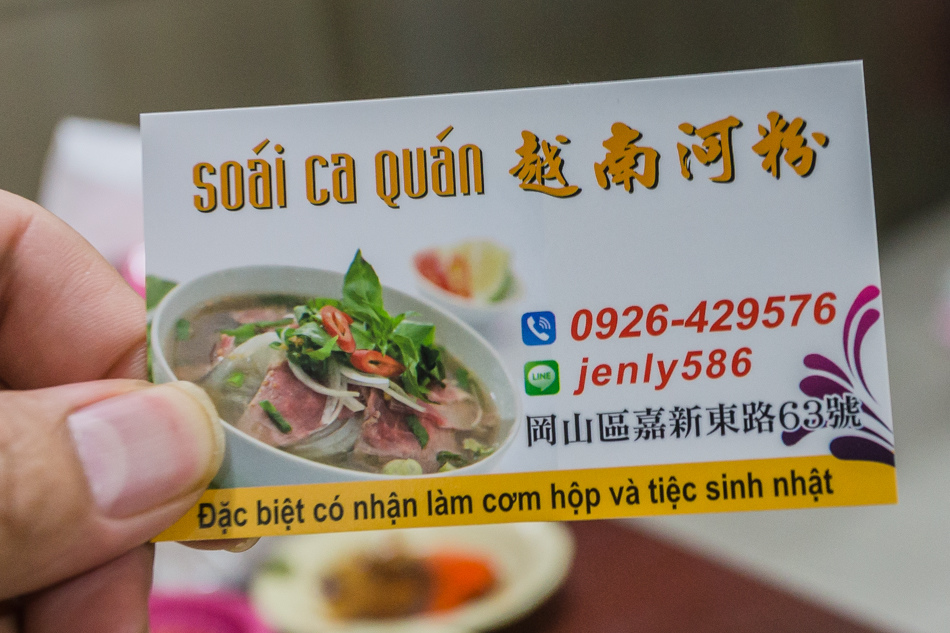 Soái ca Quán 越南河粉
0926-429576
LINE jenly586
岡山區嘉新東路63號
Đặc biệt có nhận làm cơm hộp và tiệc sinh nhật